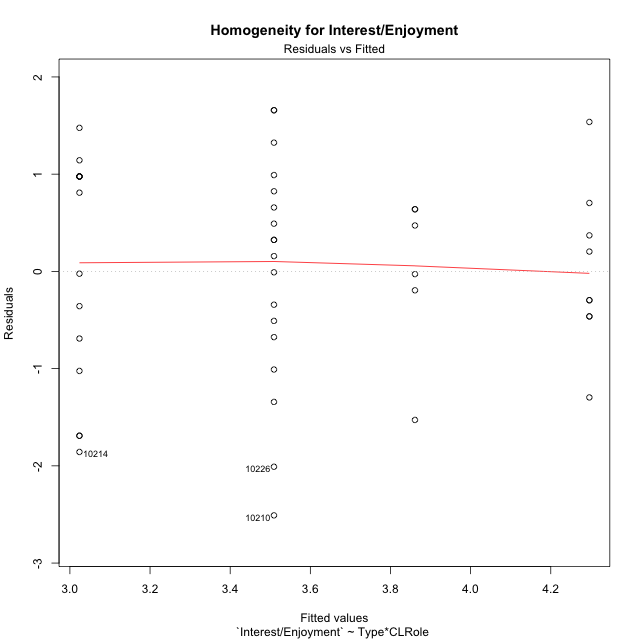 Homogeneity for Interest/Enjoyment
Residuals vs Fitted
2
1
0
-1
-2
-3
Residuals
10214
10226
10210
3.0 3.2 3.4 3.6 3.8 4.0 4.2
Fitted values
`Interest/Enjoyment` ~ Type*CLRole